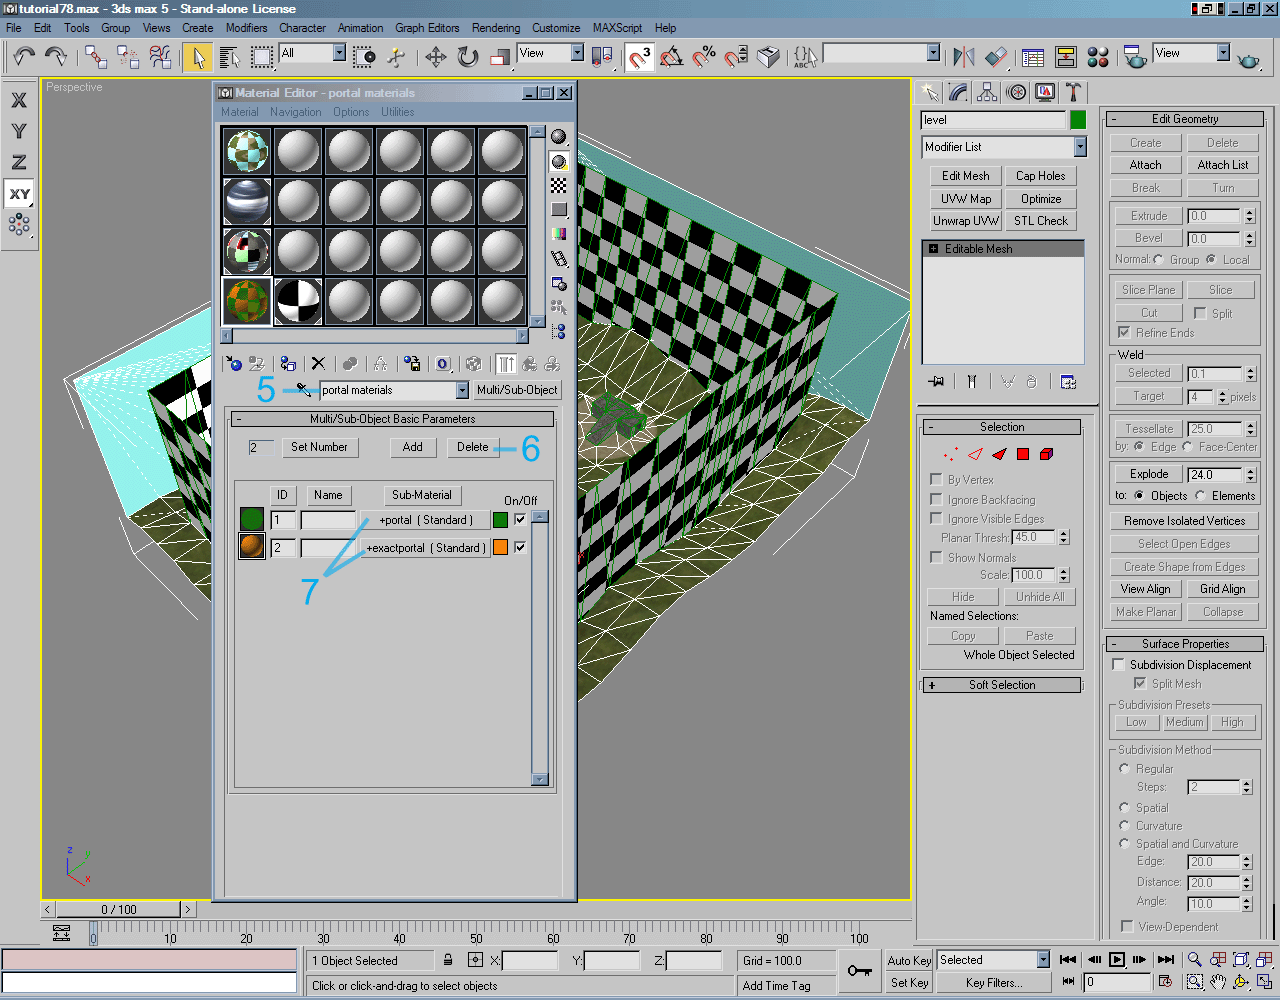 tutorial78.max - 3ds max 5 - Stand-alone License
File Edit Tools Group Views Create Modifiers Character Animation Graph Editors Rendering Customize MAXScript Help
All
View
3
ABC
View
X
Y
Z
XY
Perspective
Material Editor - portal materials
Material Navigation Options Utilities
5
portal materials
Multi/Sub-Object
- Multi/Sub-Object Basic Parameters
2 Set Number Add Delete
6
ID Name Sub-Material On/Off
1 +portal ( Standard )
2 +exactportal ( Standard )
7
z
y
x
level
Modifier List
Edit Mesh Cap Holes
UVW Map Optimize
Unwrap UVW STL Check
Editable Mesh
- Selection
By Vertex
Ignore Backfacing
Ignore Visible Edges
Planar Thresh: 45.0
Show Normals
Scale: 100.0
Hide Unhide All
Named Selections:
Copy Paste
Whole Object Selected
+ Soft Selection
- Edit Geometry
Create Delete
Attach Attach List
Break Turn
Extrude 0.0
Bevel 0.0
Normal: Group Local
Slice Plane Slice
Cut Split
Refine Ends
Weld
Selected 0.1
Target 4 pixels
Tessellate 25.0
by: Edge Face-Center
Explode 24.0
to: Objects Elements
Remove Isolated Vertices
Select Open Edges
Create Shape from Edges
View Align Grid Align
Make Planar Collapse
- Surface Properties
Subdivision Displacement
Split Mesh
Subdivision Presets
Low Medium High
Subdivision Method
Regular
Steps: 2
Spatial
Curvature
Spatial and Curvature
Edge: 20.0
Distance: 20.0
Angle: 10.0
View-Dependent
< 0 / 100 >
0 10 20 30 40 50 60 70 80 90 100
1 Object Selected X: Y: Z: Grid = 100.0
Click or click-and-drag to select objects Add Time Tag
Auto Key Selected
Set Key Key Filters... 0